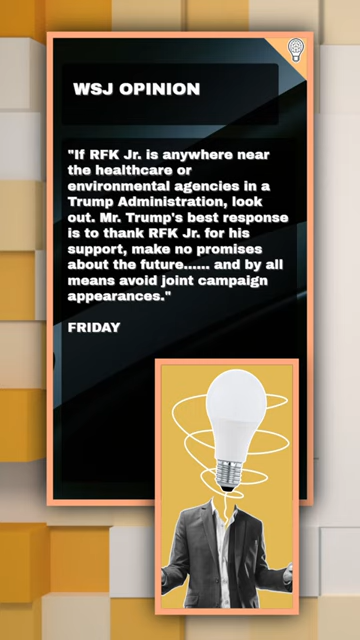 WSJ OPINION
"If RFK Jr. is anywhere near
the healthcare or
environmental agencies in a
Trump Administration, look
out. Mr. Trump's best response
is to thank RFK Jr. for his
support, make no promises
about the future...... and by all
means avoid joint campaign
appearances."
FRIDAY